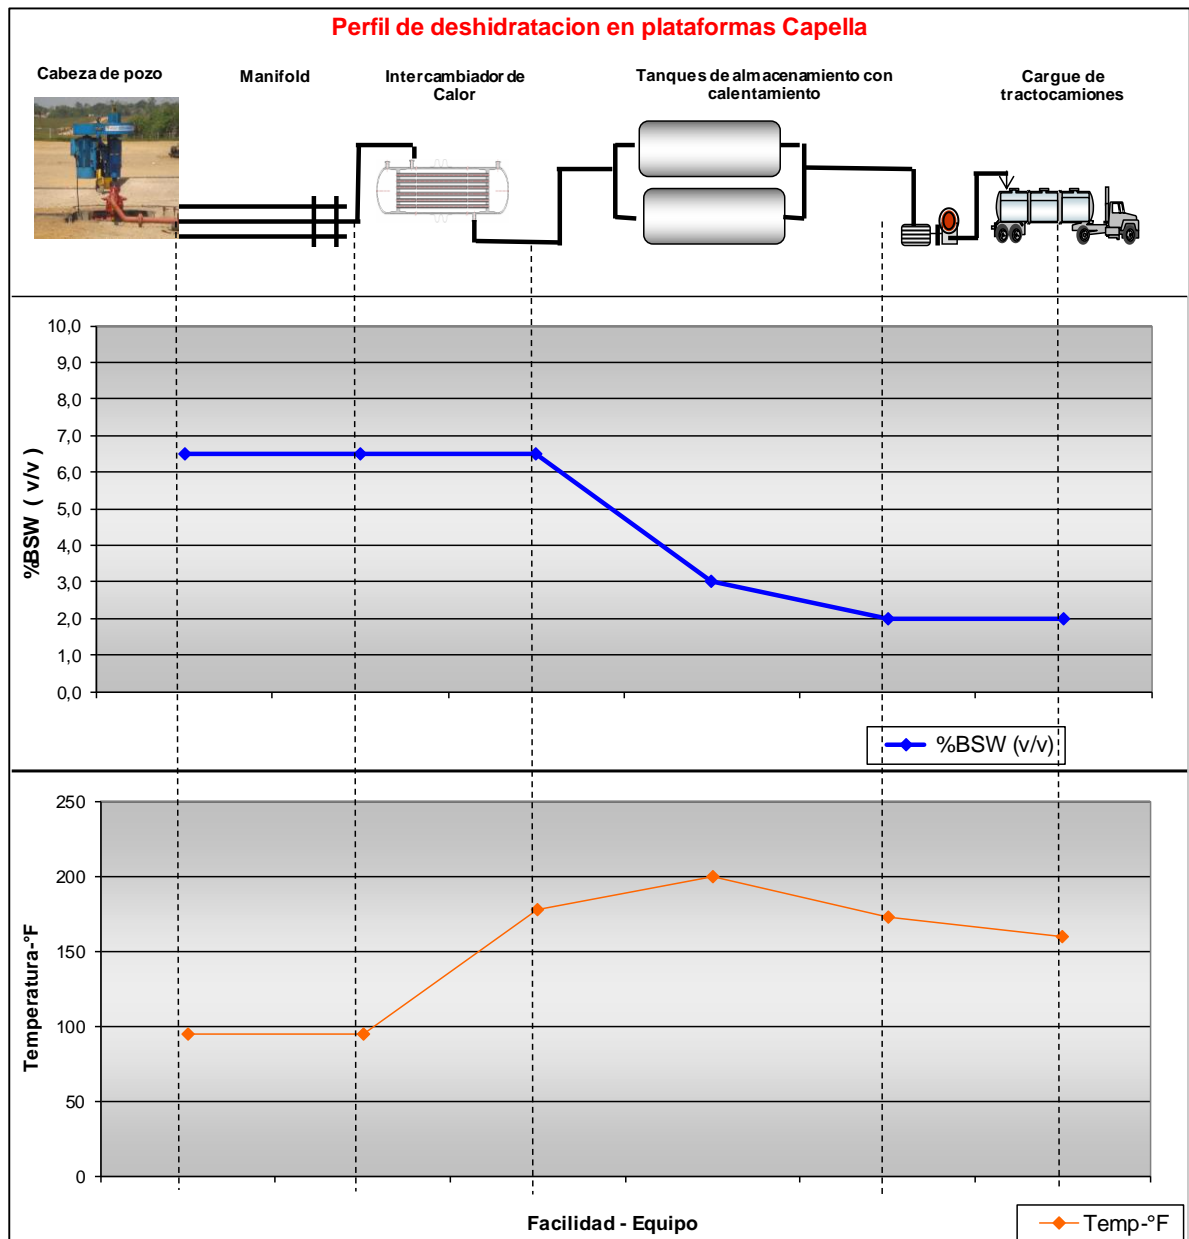 Perfil de deshidratacion en plataformas Capella
Cabeza de pozo
Manifold
Intercambiador de
Calor
Tanques de almacenamiento con
calentamiento
Cargue de
tractocamiones
%BSW ( v/v )
10,0
9,0
8,0
7,0
6,0
5,0
4,0
3,0
2,0
1,0
0,0
%BSW (v/v)
Temperatura-°F
250
200
150
100
50
0
Facilidad - Equipo
Temp-°F